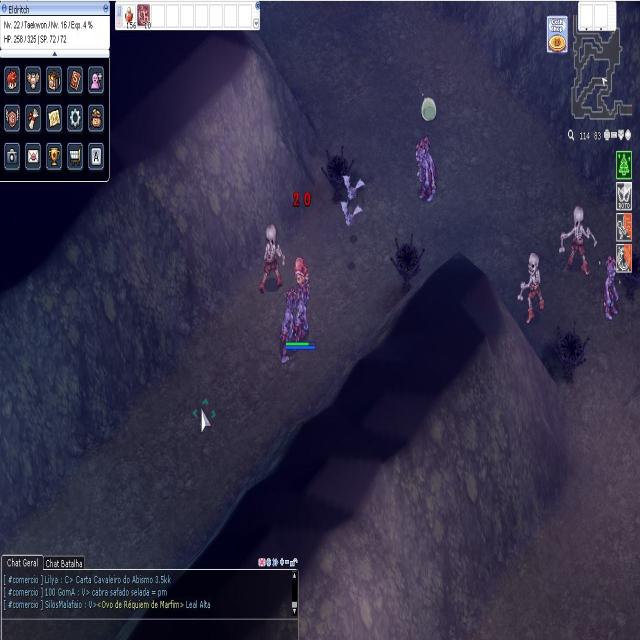 Eldritch
Nv. 22 / Taekwon / Nv. 16 / Exp. 4 %
HP. 258 / 325 | SP. 72 / 72
156 10
20
114 83
Chat Geral Chat Batalha
[ #comercio ] Lilya : C> Carta Cavaleiro do Abismo 3.5kk
[ #comercio ] 100 GomA : V> cabra safado selada = pm
[ #comercio ] SilosMalafaio : V><Ovo de Réquiem de Marfim> Leal Alta